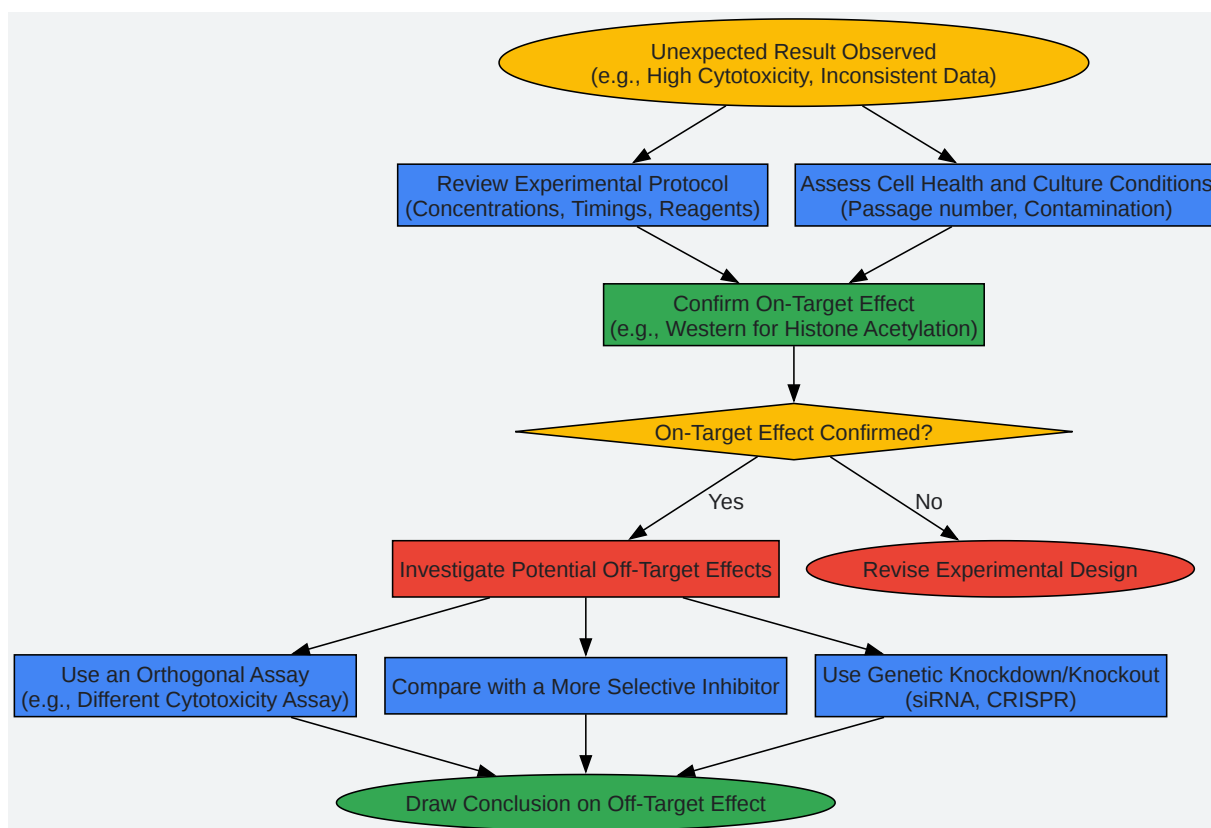 Unexpected Result Observed
(e.g., High Cytotoxicity, Inconsistent Data)
Review Experimental Protocol
(Concentrations, Timings, Reagents)
Assess Cell Health and Culture Conditions
(Passage number, Contamination)
Confirm On-Target Effect
(e.g., Western for Histone Acetylation)
On-Target Effect Confirmed?
Yes
No
Investigate Potential Off-Target Effects
Revise Experimental Design
Use an Orthogonal Assay
(e.g., Different Cytotoxicity Assay)
Compare with a More Selective Inhibitor
Use Genetic Knockdown/Knockout
(siRNA, CRISPR)
Draw Conclusion on Off-Target Effect